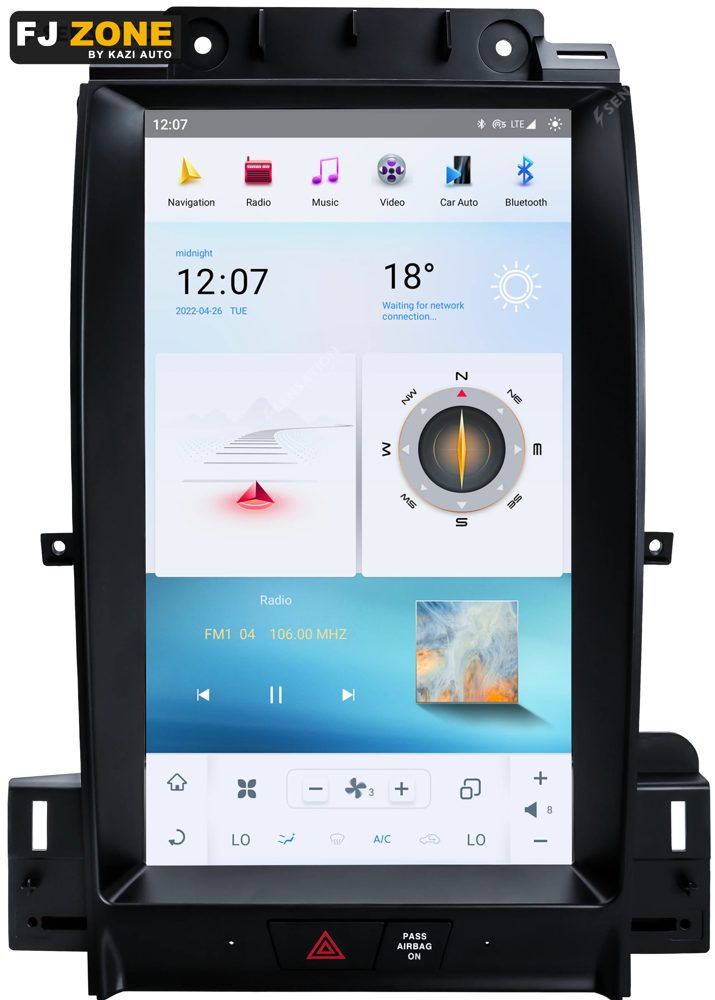 FJ ZONE
BY KAZI AUTO
12:07
5 LTE
Navigation Radio Music Video Car Auto Bluetooth
midnight
12:07
2022-04-26 TUE
18°
Waiting for network
connection...
N
NW NE
W E
SW SE
S
Radio
FM1 04 106.00 MHZ
3
8
LO A/C LO
PASS
AIRBAG
ON